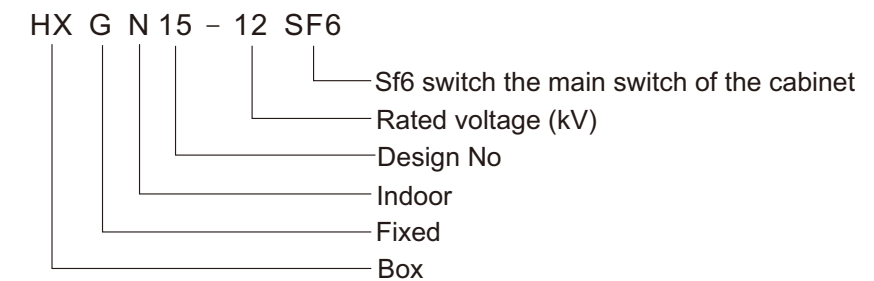 HX G N 15 – 12 SF6
Sf6 switch the main switch of the cabinet
Rated voltage (kV)
Design No
Indoor
Fixed
Box